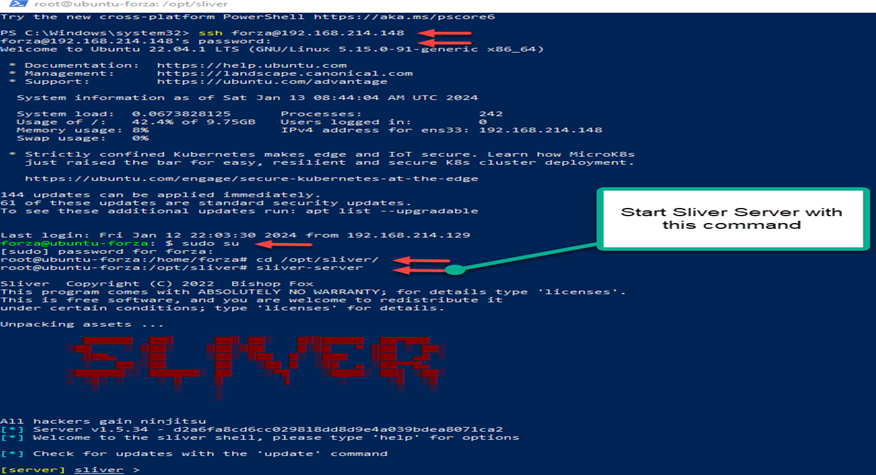 root@ubuntu-forza: /opt/sliver
Try the new cross-platform PowerShell https://aka.ms/pscore6
PS C:\Windows\system32> ssh forza@192.168.214.148
forza@192.168.214.148's password:
Welcome to Ubuntu 22.04.1 LTS (GNU/Linux 5.15.0-91-generic x86_64)
* Documentation:  https://help.ubuntu.com
* Management:     https://landscape.canonical.com
* Support:        https://ubuntu.com/advantage
System information as of Sat Jan 13 08:44:04 AM UTC 2024
System load:  0.0673828125      Processes:              242
Usage of /:   42.4% of 9.75GB   Users logged in:        0
Memory usage: 8%                IPv4 address for ens33: 192.168.214.148
Swap usage:   0%
* Strictly confined Kubernetes makes edge and IoT secure. Learn how MicroK8s
just raised the bar for easy, resilient and secure K8s cluster deployment.
https://ubuntu.com/engage/secure-kubernetes-at-the-edge
144 updates can be applied immediately.
61 of these updates are standard security updates.
To see these additional updates run: apt list --upgradable
Start Sliver Server with
this command
Last login: Fri Jan 12 22:03:30 2024 from 192.168.214.129
forza@ubuntu-forza: $ sudo su
[sudo] password for forza:
root@ubuntu-forza:/home/forza# cd /opt/sliver/
root@ubuntu-forza:/opt/sliver# sliver-server
Sliver  Copyright (C) 2022  Bishop Fox
This program comes with ABSOLUTELY NO WARRANTY; for details type 'licenses'.
This is free software, and you are welcome to redistribute it
under certain conditions; type 'licenses' for details.
Unpacking assets ...
SLIVER
All hackers gain ninjitsu
[*] Server v1.5.34 - d2a6fa8cd6cc029818dd8d9e4a039bdea8071ca2
[*] Welcome to the sliver shell, please type 'help' for options
[*] Check for updates with the 'update' command
[server] sliver >